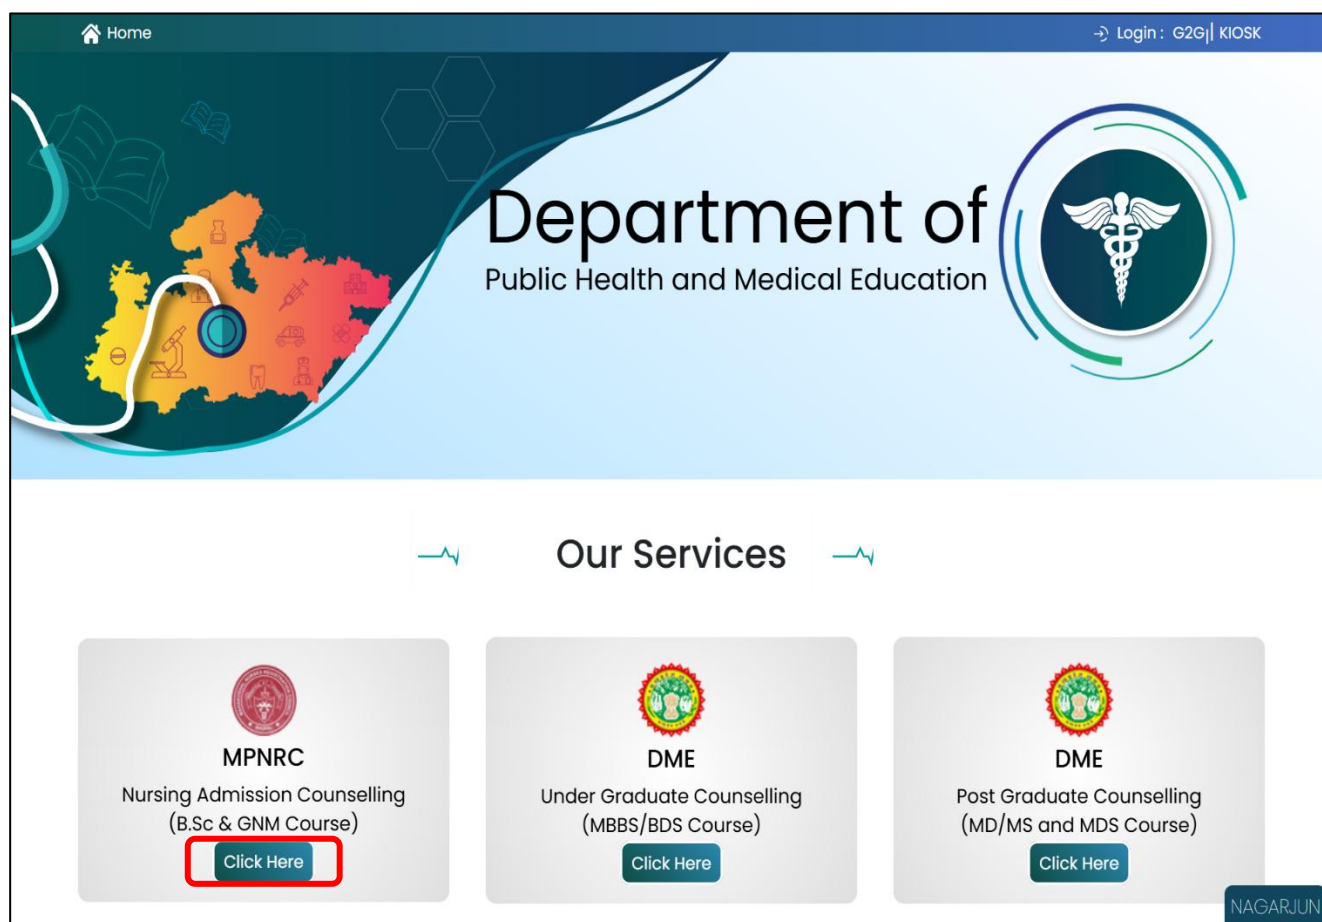 Home
Login : G2G|| KIOSK
Department of
Public Health and Medical Education
Our Services
MPNRC
Nursing Admission Counselling
(B.Sc & GNM Course)
Click Here
DME
Under Graduate Counselling
(MBBS/BDS Course)
Click Here
DME
Post Graduate Counselling
(MD/MS and MDS Course)
Click Here
NAGARJUN